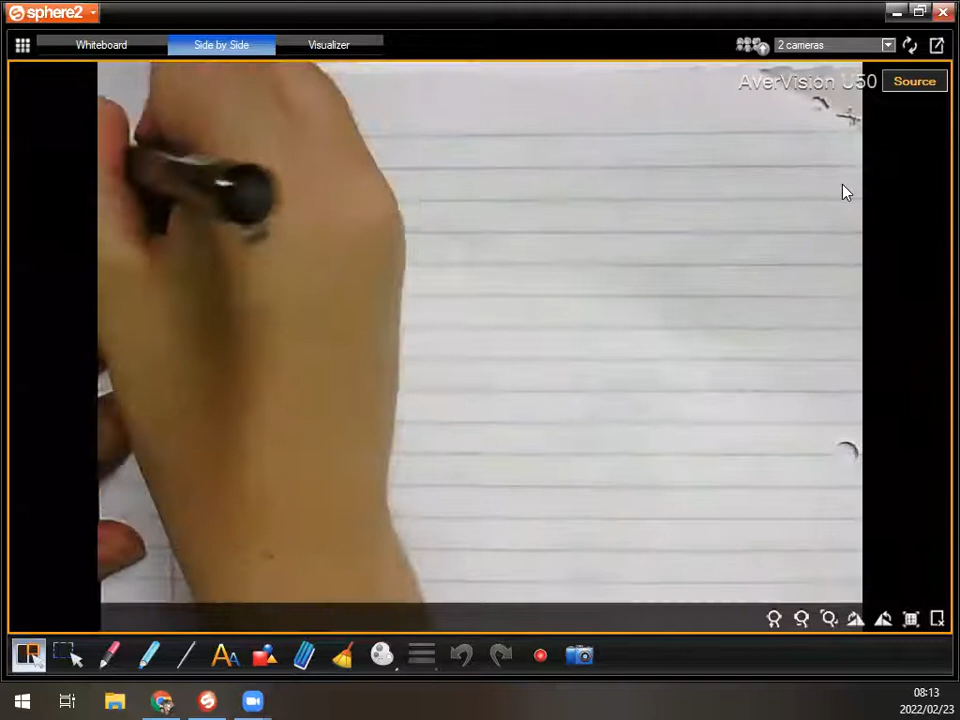 sphere2
Whiteboard Side by Side Visualizer 2 cameras
AverVision U50 Source
08:13
2022/02/23